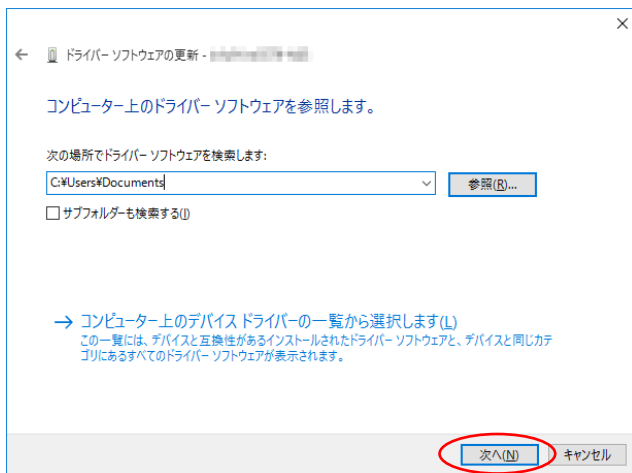 ドライバー ソフトウェアの更新 -
コンピューター上のドライバー ソフトウェアを参照します。
次の場所でドライバー ソフトウェアを検索します:
C:¥Users¥Documents
参照(R)...
サブフォルダーも検索する(I)
コンピューター上のデバイス ドライバーの一覧から選択します(L)
この一覧には、デバイスと互換性があるインストールされたドライバー ソフトウェアと、デバイスと同じカテ
ゴリにあるすべてのドライバー ソフトウェアが表示されます。
次へ(N)
キャンセル